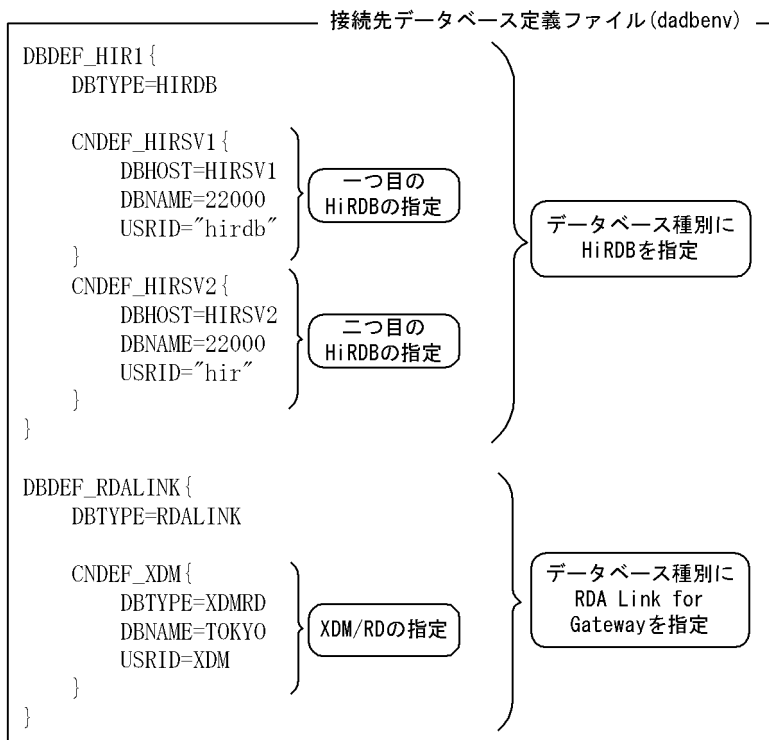 接続先データベース定義ファイル(dadbenv)
DBDEF_HIR1{
DBTYPE=HIRDB
CNDEF_HIRSV1{
DBHOST=HIRSV1
DBNAME=22000
USRID="hirdb"
}
一つ目の
HiRDBの指定
CNDEF_HIRSV2{
DBHOST=HIRSV2
DBNAME=22000
USRID="hir"
}
二つ目の
HiRDBの指定
}
データベース種別に
HiRDBを指定
DBDEF_RDALINK{
DBTYPE=RDALINK
CNDEF_XDM{
DBTYPE=XDMRD
DBNAME=TOKYO
USRID=XDM
}
XDM/RDの指定
}
データベース種別に
RDA Link for
Gatewayを指定